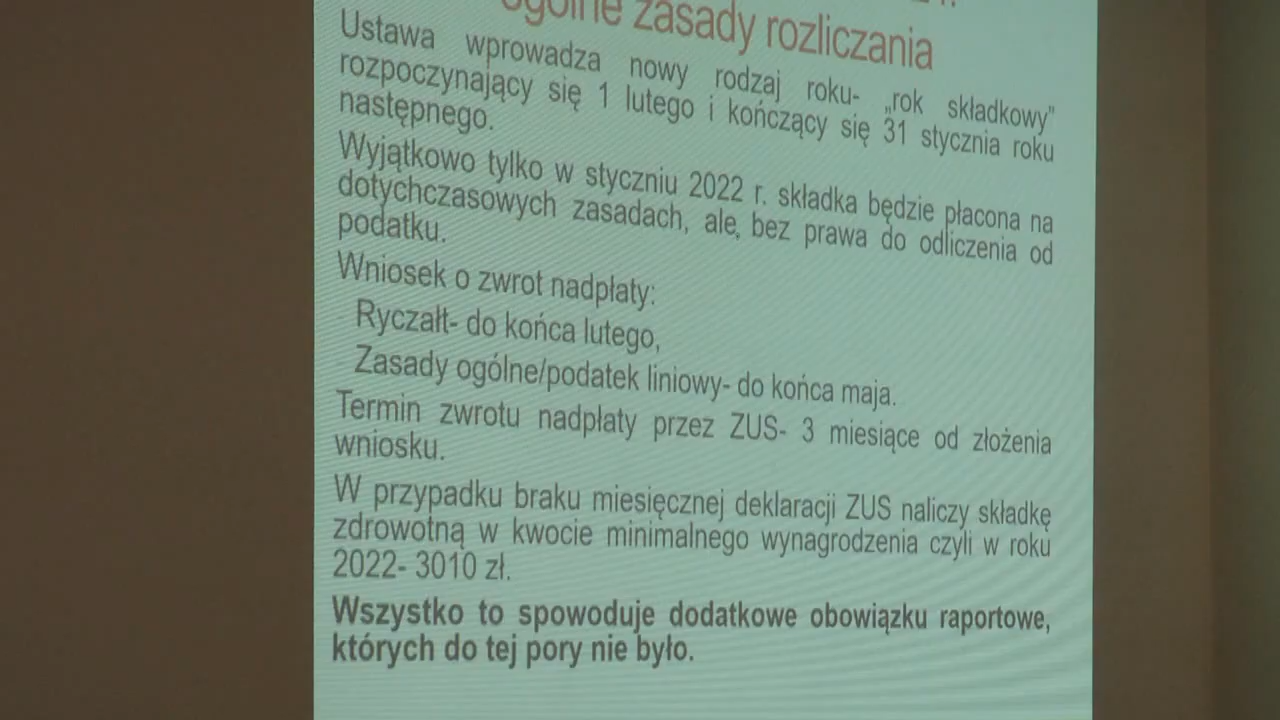 ogólne zasady rozliczania
Ustawa wprowadza nowy rodzaj roku- „rok składkowy”
rozpoczynający się 1 lutego i kończący się 31 stycznia roku
następnego.
Wyjątkowo tylko w styczniu 2022 r. składka będzie płacona na
dotychczasowych zasadach, ale, bez prawa do odliczenia od
podatku.
Wniosek o zwrot nadpłaty:
Ryczałt- do końca lutego,
Zasady ogólne/podatek liniowy- do końca maja.
Termin zwrotu nadpłaty przez ZUS- 3 miesiące od złożenia
wniosku.
W przypadku braku miesięcznej deklaracji ZUS naliczy składkę
zdrowotną w kwocie minimalnego wynagrodzenia czyli w roku
2022- 3010 zł.
Wszystko to spowoduje dodatkowe obowiązku raportowe,
których do tej pory nie było.